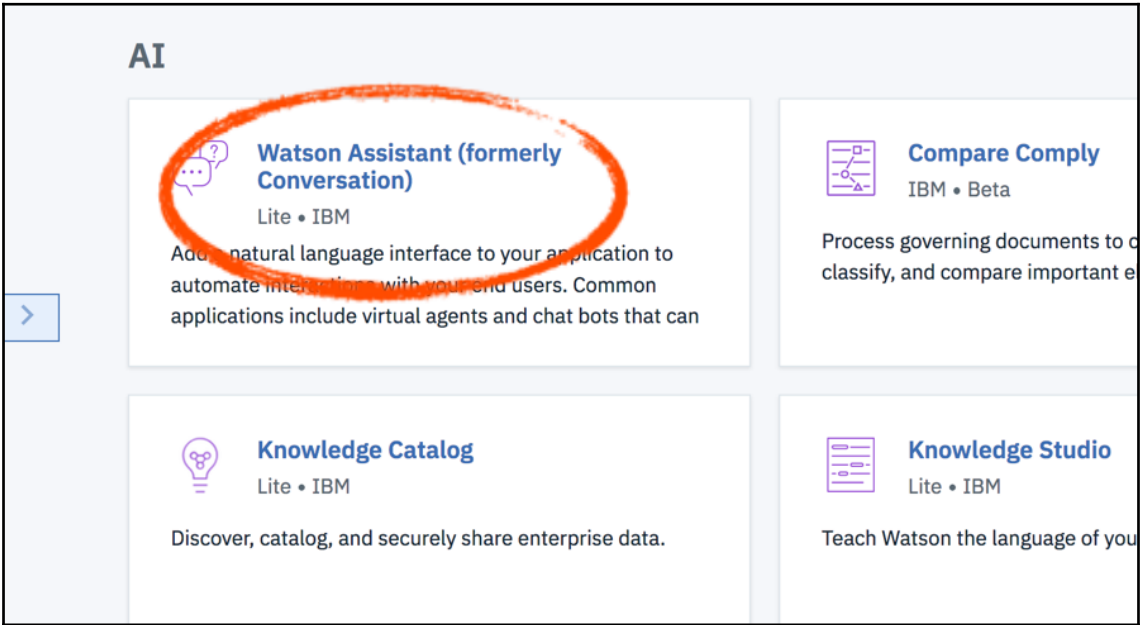 AI
Watson Assistant (formerly
Conversation)
Lite • IBM
Add a natural language interface to your application to
automate interactions with your end users. Common
applications include virtual agents and chat bots that can
Compare Comply
IBM • Beta
Process governing documents to
classify, and compare important
Knowledge Catalog
Lite • IBM
Discover, catalog, and securely share enterprise data.
Knowledge Studio
Lite • IBM
Teach Watson the language of you